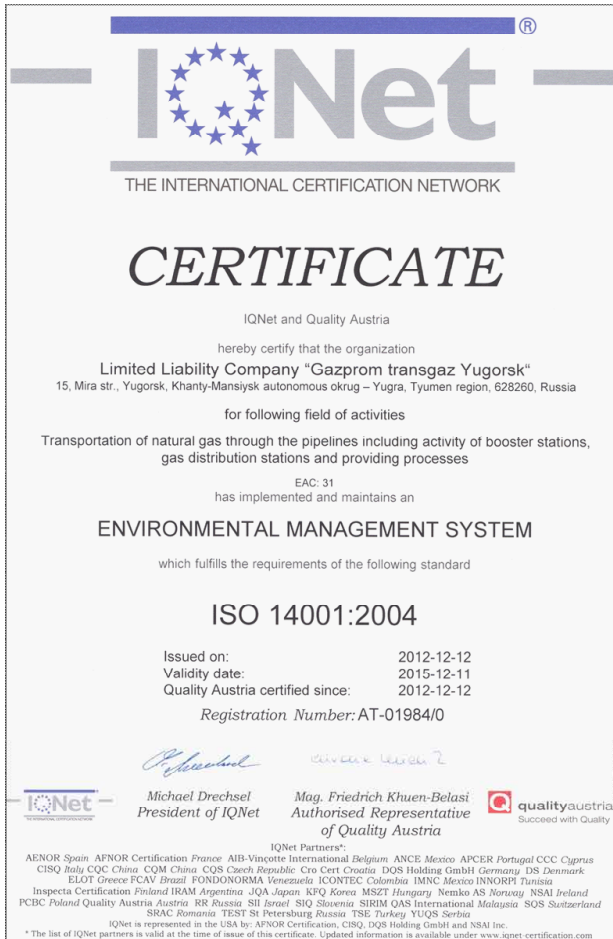 ®
IQNet
THE INTERNATIONAL CERTIFICATION NETWORK
CERTIFICATE
IQNet and Quality Austria
hereby certify that the organization
Limited Liability Company “Gazprom transgaz Yugorsk“
15, Mira str., Yugorsk, Khanty-Mansiysk autonomous okrug – Yugra, Tyumen region, 628260, Russia
for following field of activities
Transportation of natural gas through the pipelines including activity of booster stations,
gas distribution stations and providing processes
EAC: 31
has implemented and maintains an
ENVIRONMENTAL MANAGEMENT SYSTEM
which fulfills the requirements of the following standard
ISO 14001:2004
Issued on: 2012-12-12
Validity date: 2015-12-11
Quality Austria certified since: 2012-12-12
Registration Number: AT-01984/0
IQNet
THE INTERNATIONAL CERTIFICATION NETWORK
Michael Drechsel
President of IQNet
Mag. Friedrich Khuen-Belasi
Authorised Representative
of Quality Austria
Q qualityaustria
Succeed with Quality
IQNet Partners*:
AENOR Spain AFNOR Certification France AIB-Vinçotte International Belgium ANCE Mexico APCER Portugal CCC Cyprus
CISQ Italy CQC China CQM China CQS Czech Republic Cro Cert Croatia DQS Holding GmbH Germany DS Denmark
ELOT Greece FCAV Brazil FONDONORMA Venezuela ICONTEC Colombia IMNC Mexico INNORPI Tunisia
Inspecta Certification Finland IRAM Argentina JQA Japan KFQ Korea MSZT Hungary Nemko AS Norway NSAI Ireland
PCBC Poland Quality Austria Austria RR Russia SII Israel SIQ Slovenia SIRIM QAS International Malaysia SQS Switzerland
SRAC Romania TEST St Petersburg Russia TSE Turkey YUQS Serbia
IQNet is represented in the USA by: AFNOR Certification, CISQ, DQS Holding GmbH and NSAI Inc.
* The list of IQNet partners is valid at the time of issue of this certificate. Updated information is available under www.iqnet-certification.com